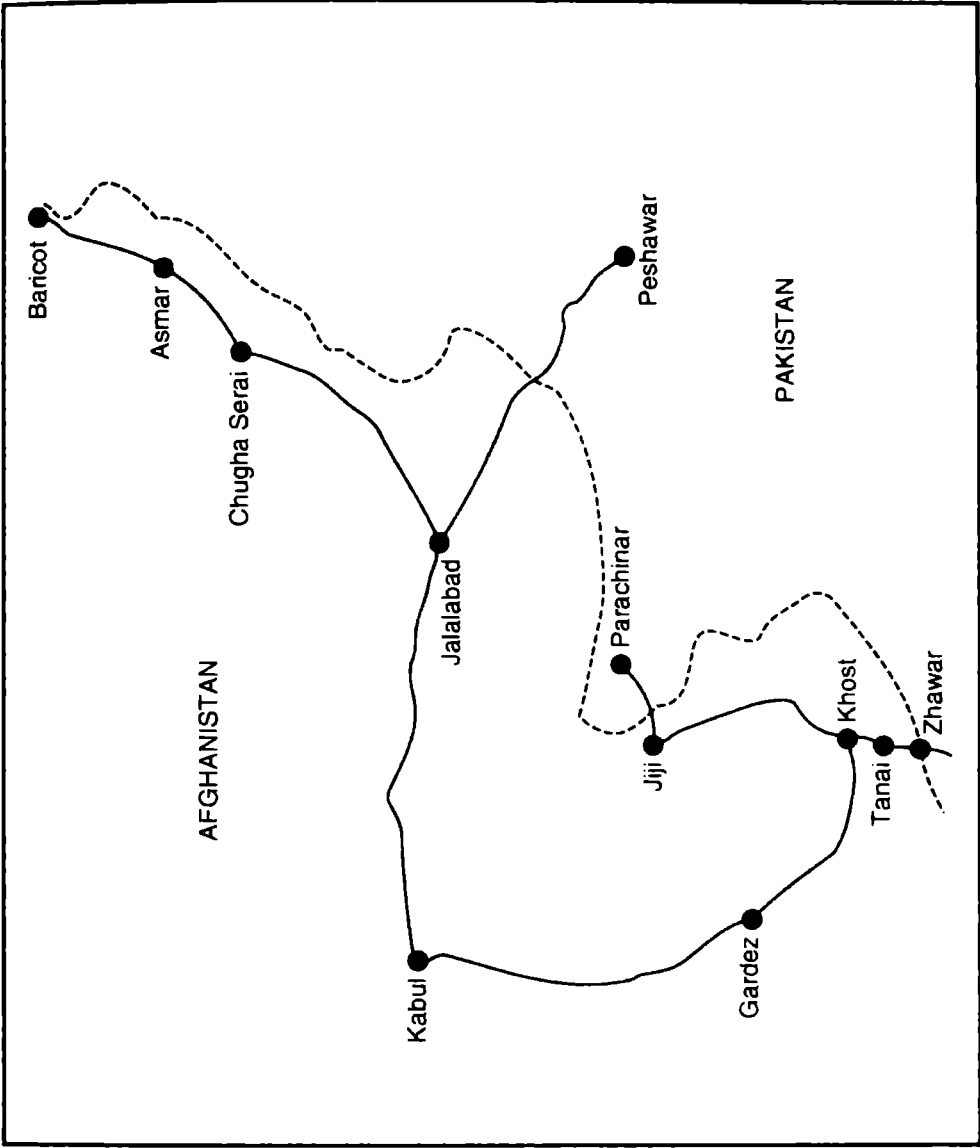 Baricot
Asmar
Chugha Serai
AFGHANISTAN
Jalalabad
Peshawar
PAKISTAN
Kabul
Parachinar
Jiji
Khost
Gardez
Tanai
Zhawar